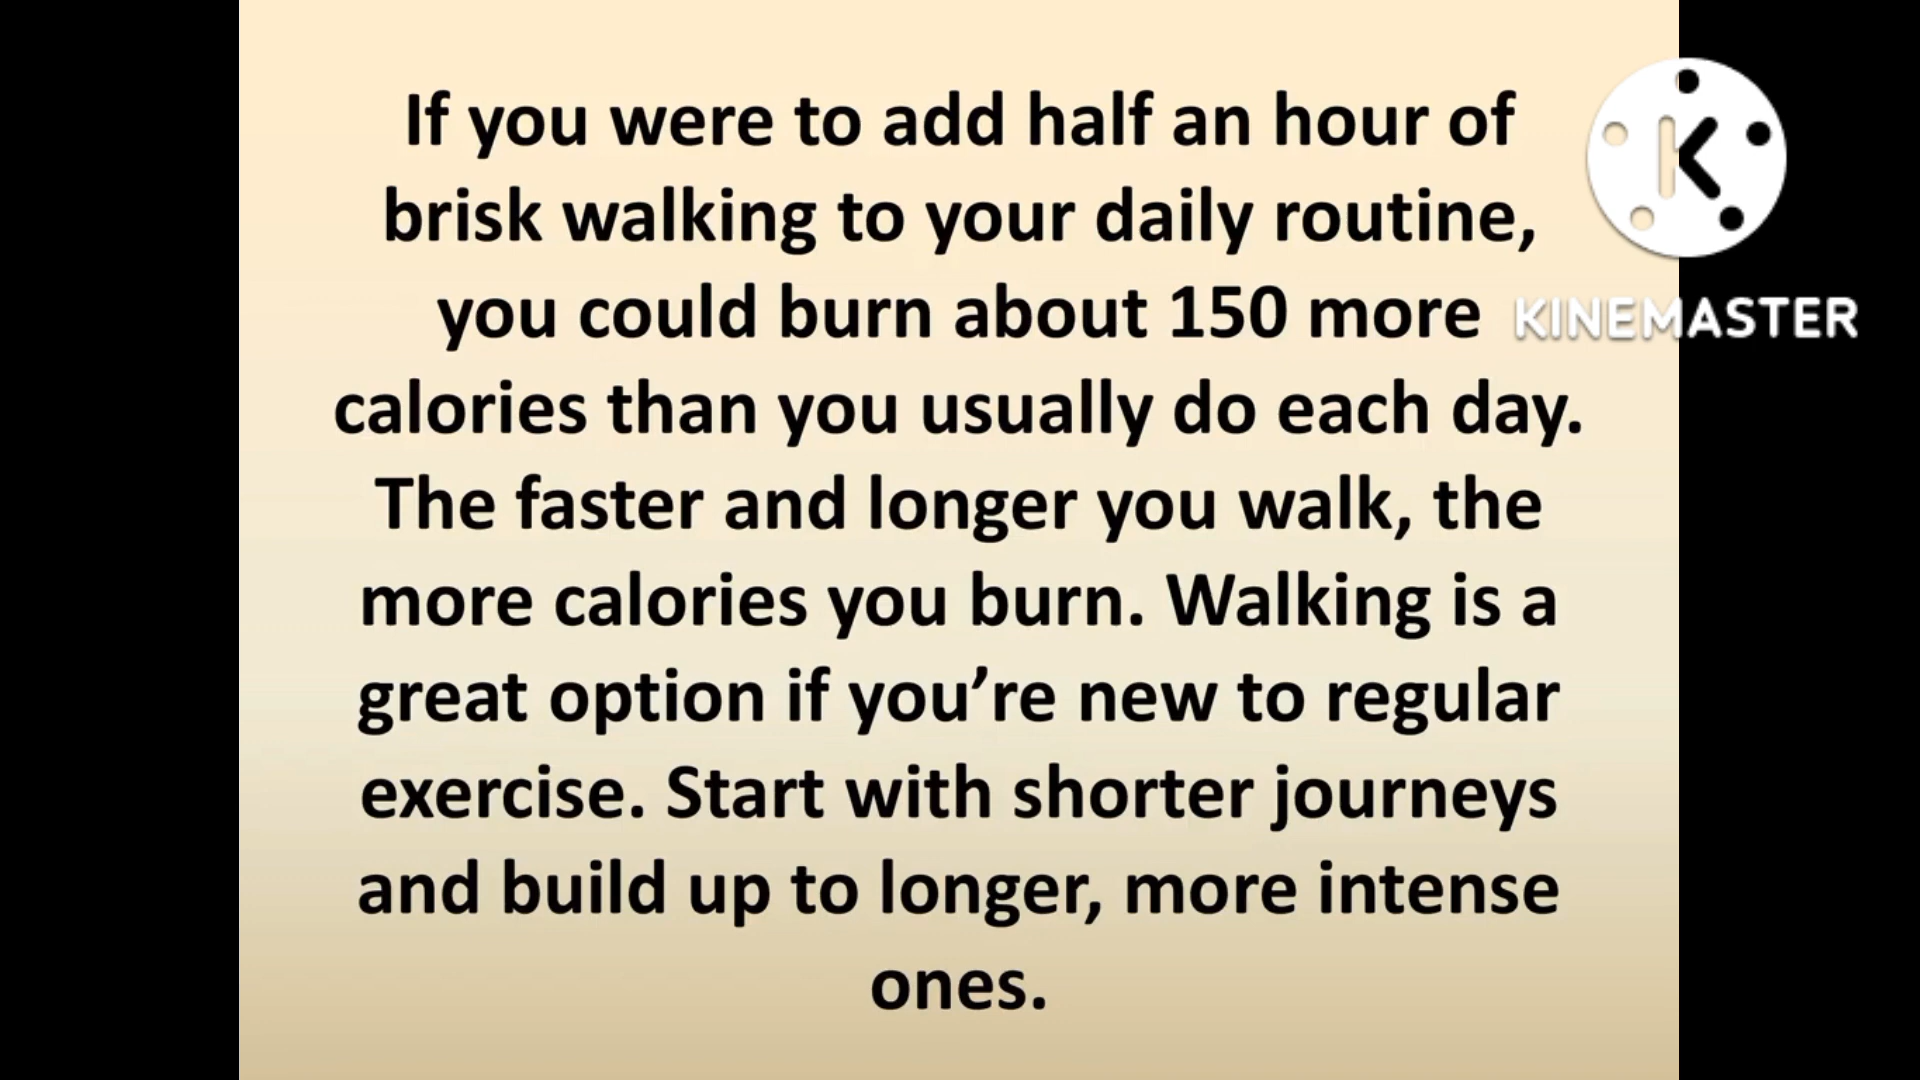 If you were to add half an hour of
brisk walking to your daily routine,
you could burn about 150 more
calories than you usually do each day.
The faster and longer you walk, the
more calories you burn. Walking is a
great option if you’re new to regular
exercise. Start with shorter journeys
and build up to longer, more intense
ones.
K
KINEMASTER